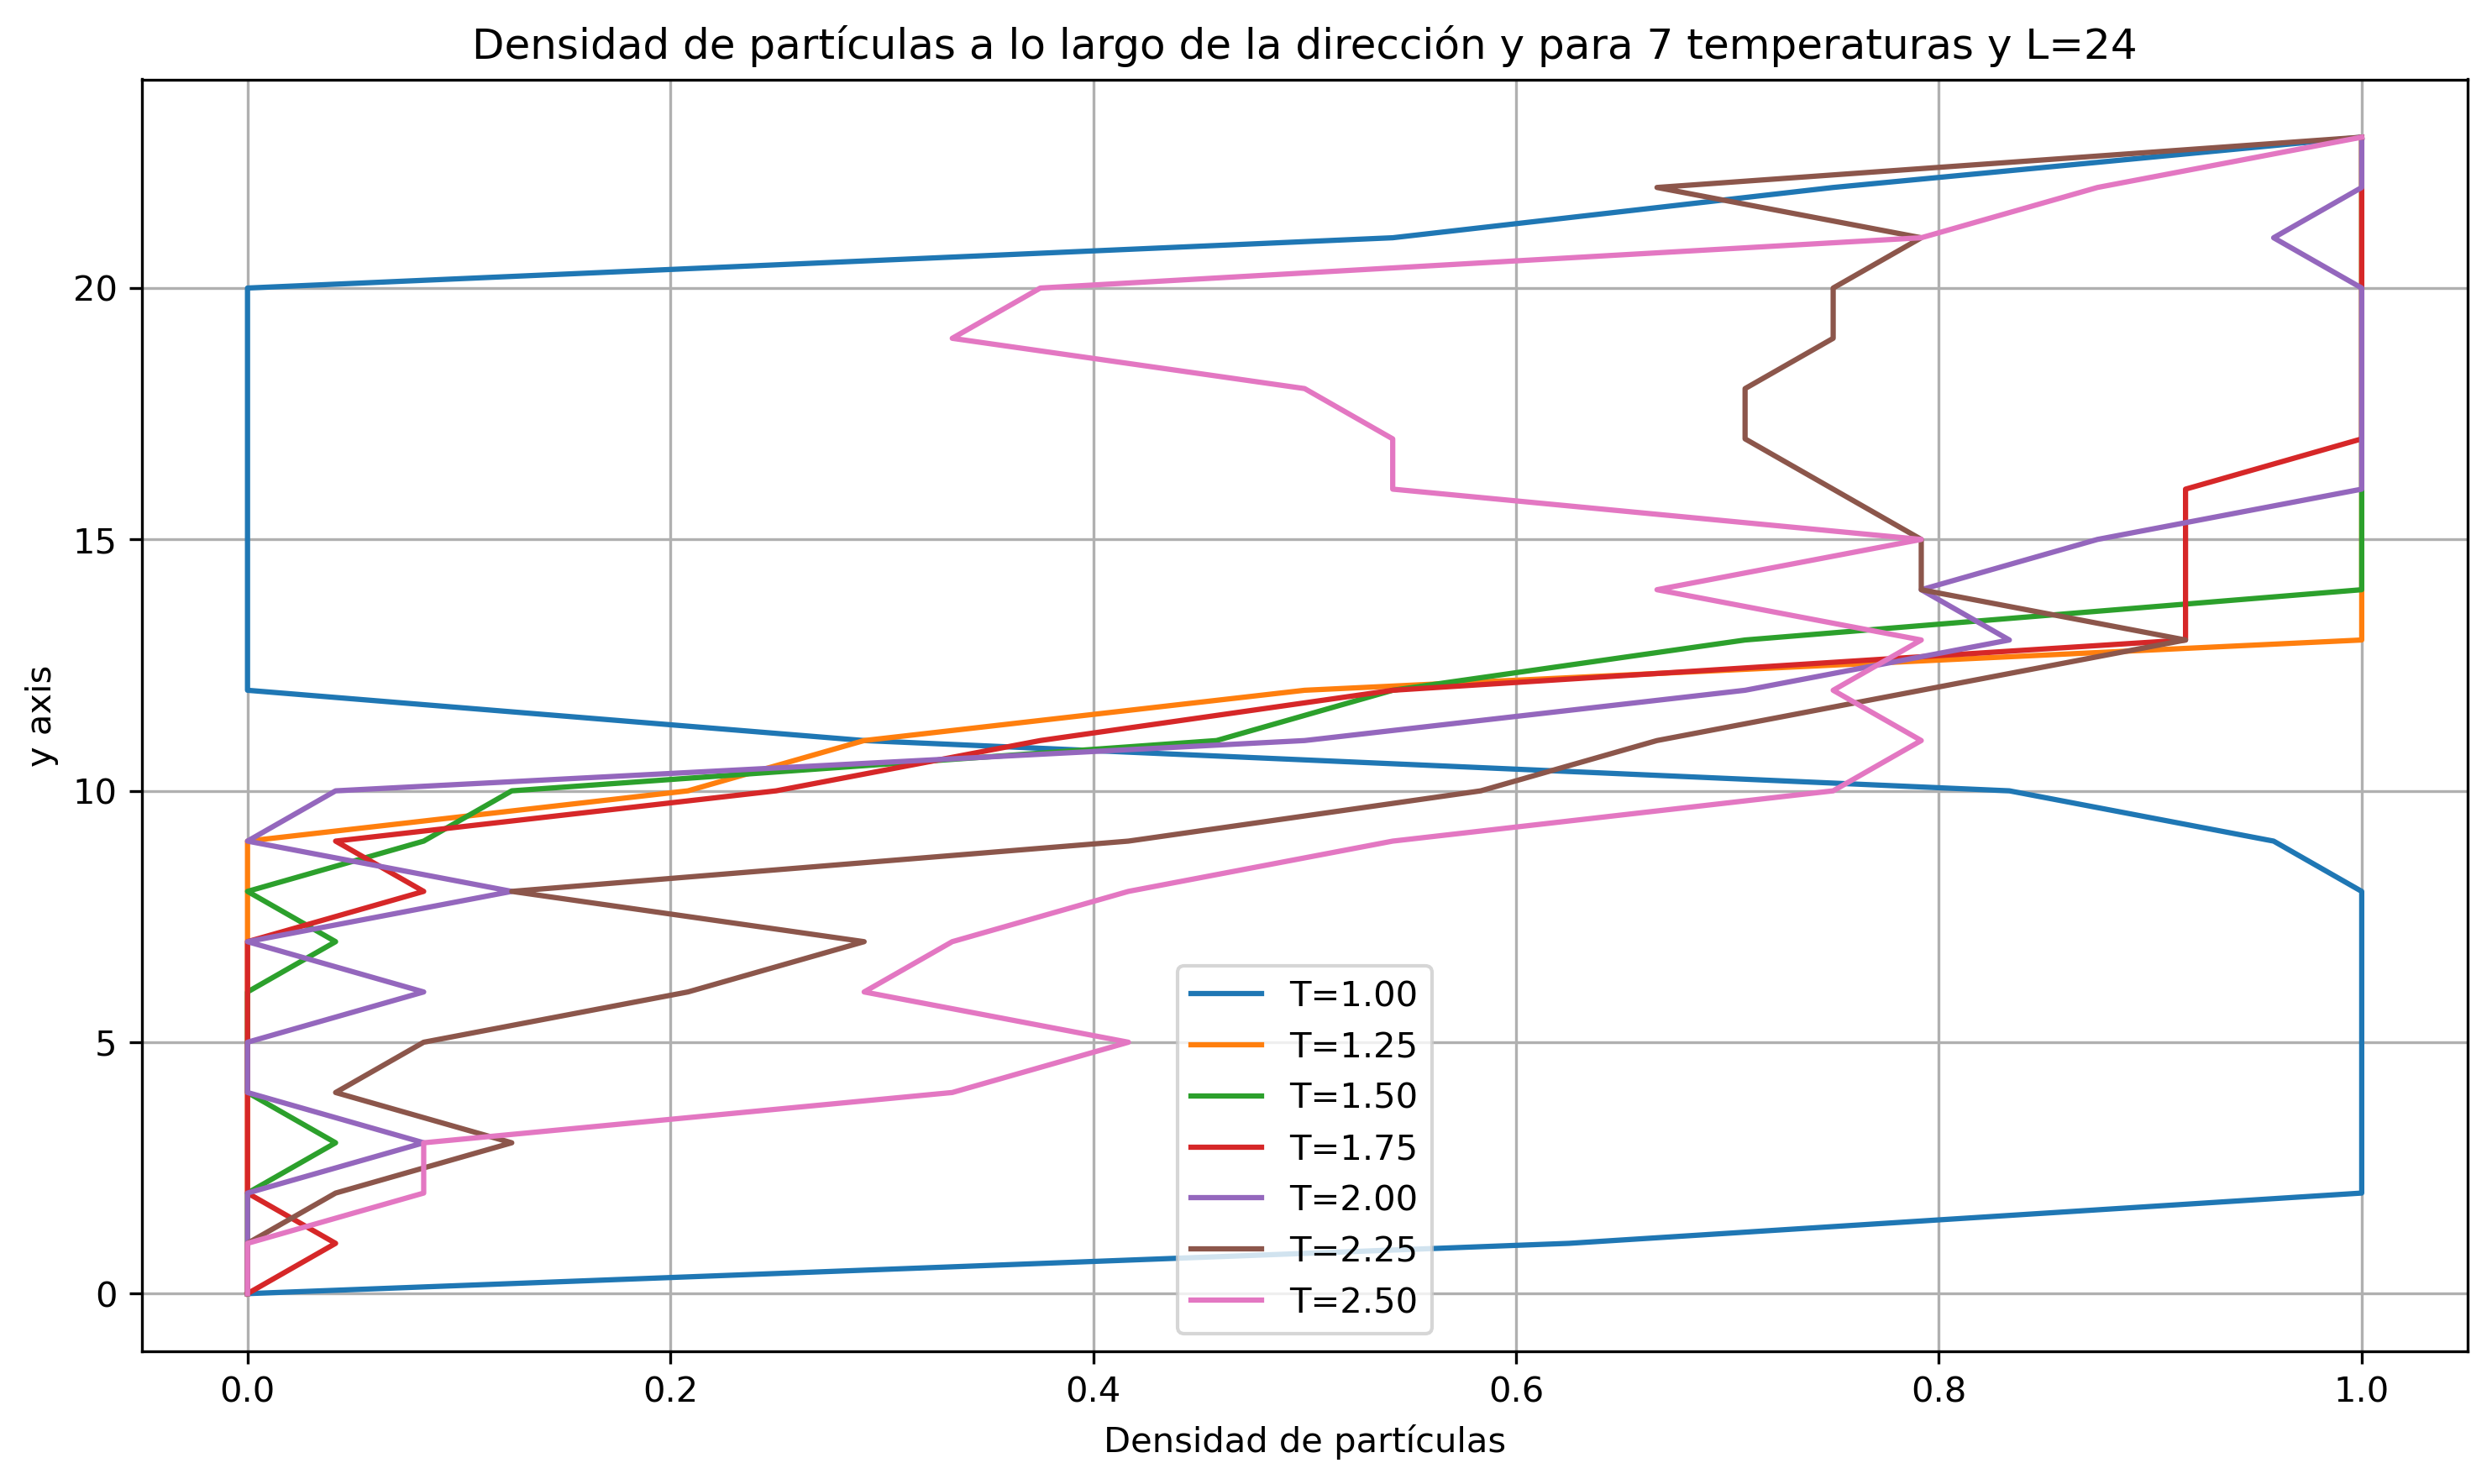 Densidad de partículas a lo largo de la dirección y para 7 temperaturas y L=24
y axis
20
15
10
5
0
T=1.00
T=1.25
T=1.50
T=1.75
T=2.00
T=2.25
T=2.50
0.0 0.2 0.4 0.6 0.8 1.0
Densidad de partículas